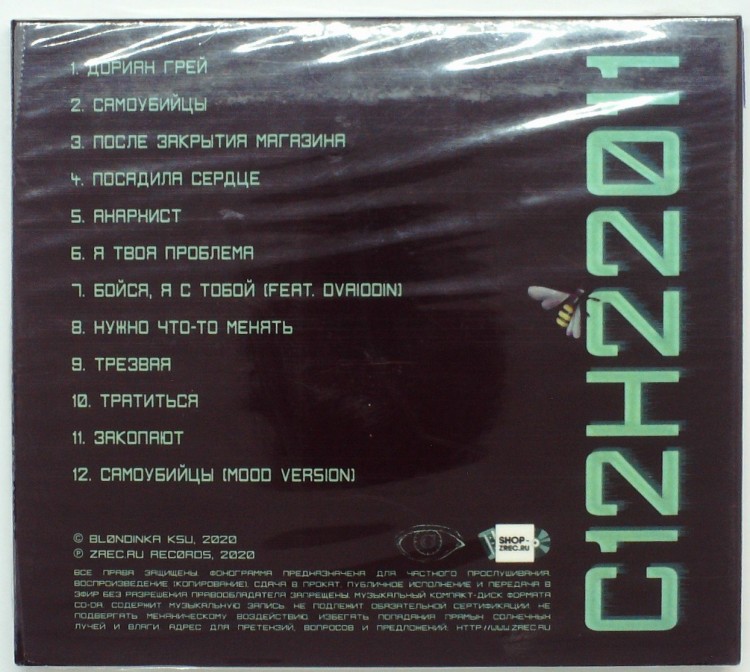 1. ДОРИАН ГРЕЙ
2. САМОУБИЙЦЫ
3. ПОСЛЕ ЗАКРЫТИЯ МАГАЗИНА
4. ПОСАДИЛА СЕРДЦЕ
5. АНАРХИСТ
6. Я ТВОЯ ПРОБЛЕМА
7. БОЙСЯ, Я С ТОБОЙ (FEAT. DVAIODIN)
8. НУЖНО ЧТО-ТО МЕНЯТЬ
9. ТРЕЗВАЯ
10. ТРАТИТЬСЯ
11. ЗАКОПАЮТ
12. САМОУБИЙЦЫ (MOOD VERSION)
C12H22O11
© BLØNDINKA KSU, 2020
℗ ZREC.RU RECØRDS, 2020
SHOP-
ZREC.RU
ВСЕ ПРАВА ЗАЩИЩЕНЫ. ФОНОГРАММА ПРЕДНАЗНАЧЕНА ДЛЯ ЧАСТНОГО ПРОСЛУШИВАНИЯ.
ВОСПРОИЗВЕДЕНИЕ (КОПИРОВАНИЕ), СДАЧА В ПРОКАТ, ПУБЛИЧНОЕ ИСПОЛНЕНИЕ И ПЕРЕДАЧА В
ЭФИР БЕЗ РАЗРЕШЕНИЯ ПРАВООБЛАДАТЕЛЯ ЗАПРЕЩЕНЫ. МУЗЫКАЛЬНЫЙ КОМПАКТ-ДИСК ФОРМАТА
CD-DA. СОДЕРЖИТ МУЗЫКАЛЬНУЮ ЗАПИСЬ. НЕ ПОДЛЕЖИТ ОБЯЗАТЕЛЬНОЙ СЕРТИФИКАЦИИ. НЕ
ПОДВЕРГАТЬ МЕХАНИЧЕСКОМУ ВОЗДЕЙСТВИЮ, ИЗБЕГАТЬ ПОПАДАНИЯ ПРЯМЫХ СОЛНЕЧНЫХ
ЛУЧЕЙ И ВЛАГИ. АДРЕС ДЛЯ ПРЕТЕНЗИЙ, ВОПРОСОВ И ПРЕДЛОЖЕНИЙ: HTTP://WWW.ZREC.RU